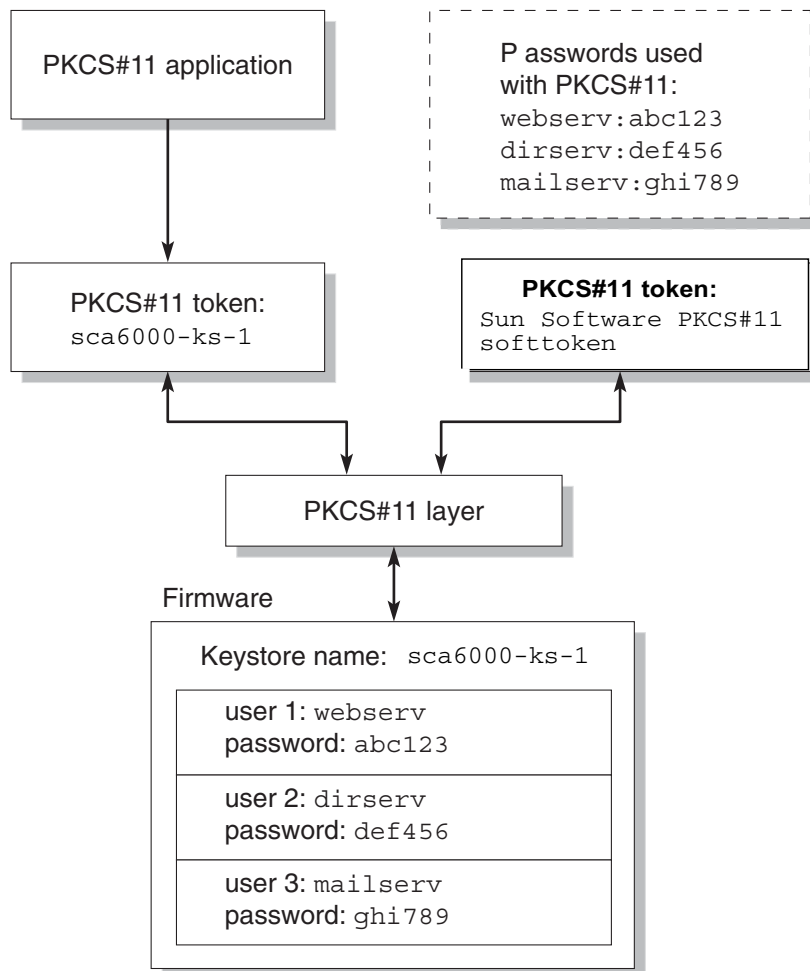 PKCS#11 application
P asswords used
with PKCS#11:
webserv:abc123
dirserv:def456
mailserv:ghi789
PKCS#11 token:
sca6000-ks-1
PKCS#11 token:
Sun Software PKCS#11
softtoken
PKCS#11 layer
Firmware
Keystore name: sca6000-ks-1
user 1: webserv
password: abc123
user 2: dirserv
password: def456
user 3: mailserv
password: ghi789